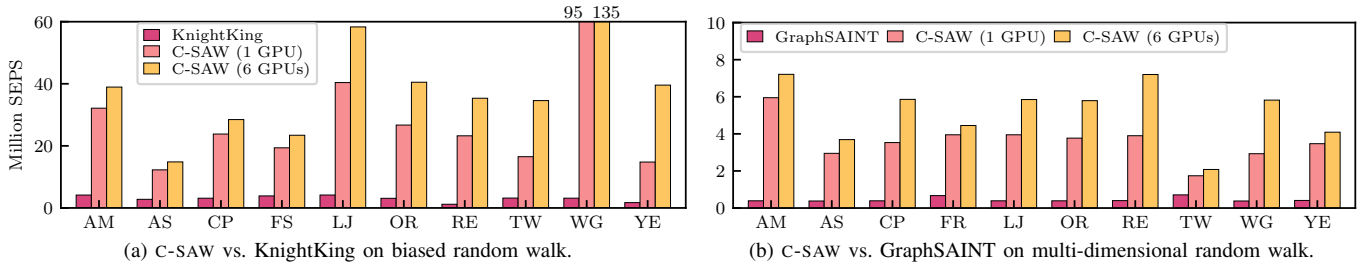 95 135
60
40
20
0
Million SEPS
KnightKing
C-SAW (1 GPU)
C-SAW (6 GPUs)
AM AS CP FS LJ OR RE TW WG YE
(a) C-SAW vs. KnightKing on biased random walk.
10
8
6
4
2
0
GraphSAINT C-SAW (1 GPU) C-SAW (6 GPUs)
AM AS CP FR LJ OR RE TW WG YE
(b) C-SAW vs. GraphSAINT on multi-dimensional random walk.